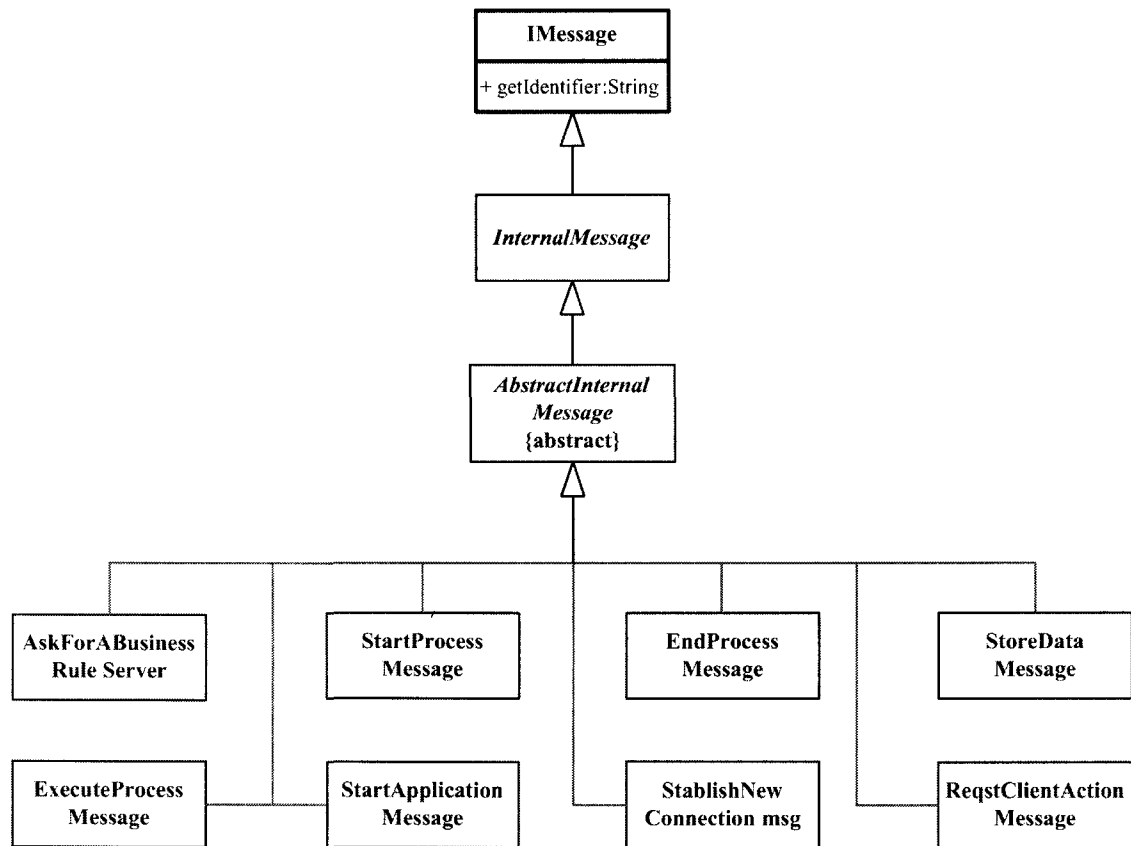 IMessage
+ getIdentifier:String
InternalMessage
AbstractInternal
Message
{abstract}
AskForABusiness
Rule Server
StartProcess
Message
EndProcess
Message
StoreData
Message
ExecuteProcess
Message
StartApplication
Message
StablishNew
Connection msg
ReqstClientAction
Message